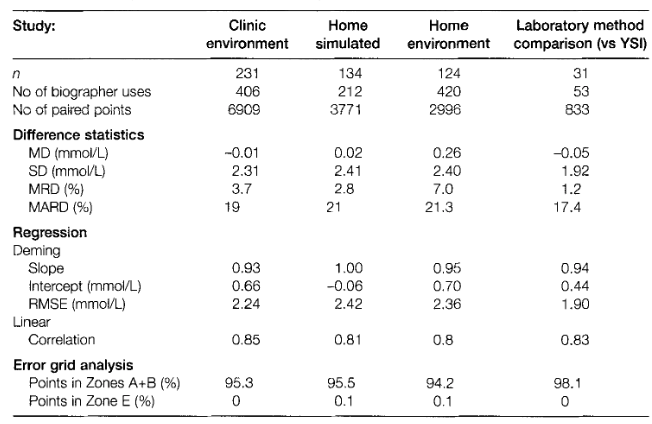 Study: Clinic environment Home simulated Home environment Laboratory method comparison (vs YSI)
n 231 134 124 31
No of biographer uses 406 212 420 53
No of paired points 6909 3771 2996 833
Difference statistics
MD (mmol/L) –0.01 0.02 0.26 –0.05
SD (mmol/L) 2.31 2.41 2.40 1.92
MRD (%) 3.7 2.8 7.0 1.2
MARD (%) 19 21 21.3 17.4
Regression
Deming
Slope 0.93 1.00 0.95 0.94
Intercept (mmol/L) 0.66 –0.06 0.70 0.44
RMSE (mmol/L) 2.24 2.42 2.36 1.90
Linear
Correlation 0.85 0.81 0.8 0.83
Error grid analysis
Points in Zones A+B (%) 95.3 95.5 94.2 98.1
Points in Zone E (%) 0 0.1 0.1 0